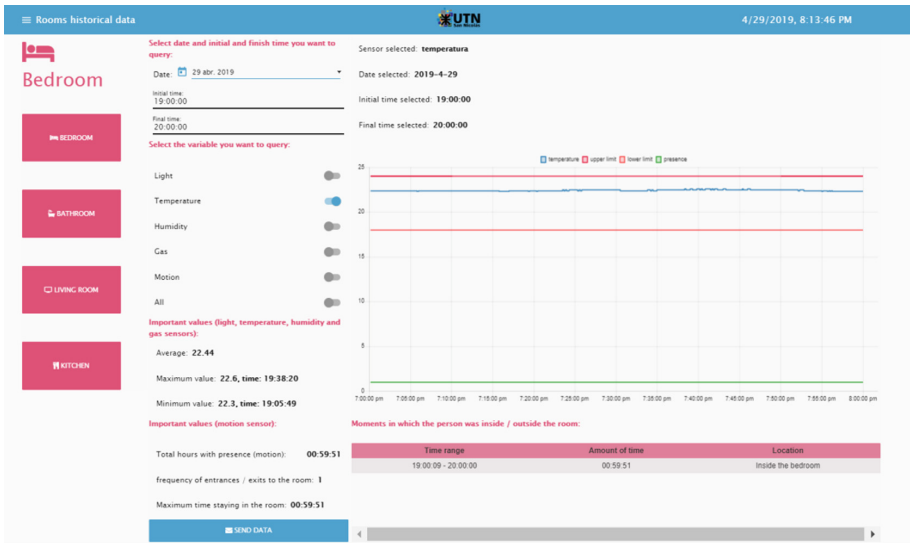 Rooms historical data
UTN
San Nicolás
4/29/2019, 8:13:46 PM
Bedroom
BEDROOM
BATHROOM
LIVING ROOM
KITCHEN
Select date and initial and finish time you want to
query:
Date: 29 abr. 2019
Initial time:
19:00:00
Final time:
20:00:00
Select the variable you want to query:
Light
Temperature
Humidity
Gas
Motion
All
Important values (light, temperature, humidity and
gas sensors):
Average: 22.44
Maximum value: 22.6, time: 19:38:20
Minimum value: 22.3, time: 19:05:49
Important values (motion sensor):
Total hours with presence (motion): 00:59:51
frequency of entrances / exits to the room: 1
Maximum time staying in the room: 00:59:51
SEND DATA
Sensor selected: temperatura
Date selected: 2019-4-29
Initial time selected: 19:00:00
Final time selected: 20:00:00
temperature upper limit lower limit presence
25
20
15
10
5
0
7:00:00 pm 7:05:00 pm 7:10:00 pm 7:15:00 pm 7:20:00 pm 7:25:00 pm 7:30:00 pm 7:35:00 pm 7:40:00 pm 7:45:00 pm 7:50:00 pm 7:55:00 pm 8:00:00 pm
Moments in which the person was inside / outside the room:
Time range Amount of time Location
19:00:09 - 20:00:00 00:59:51 Inside the bedroom